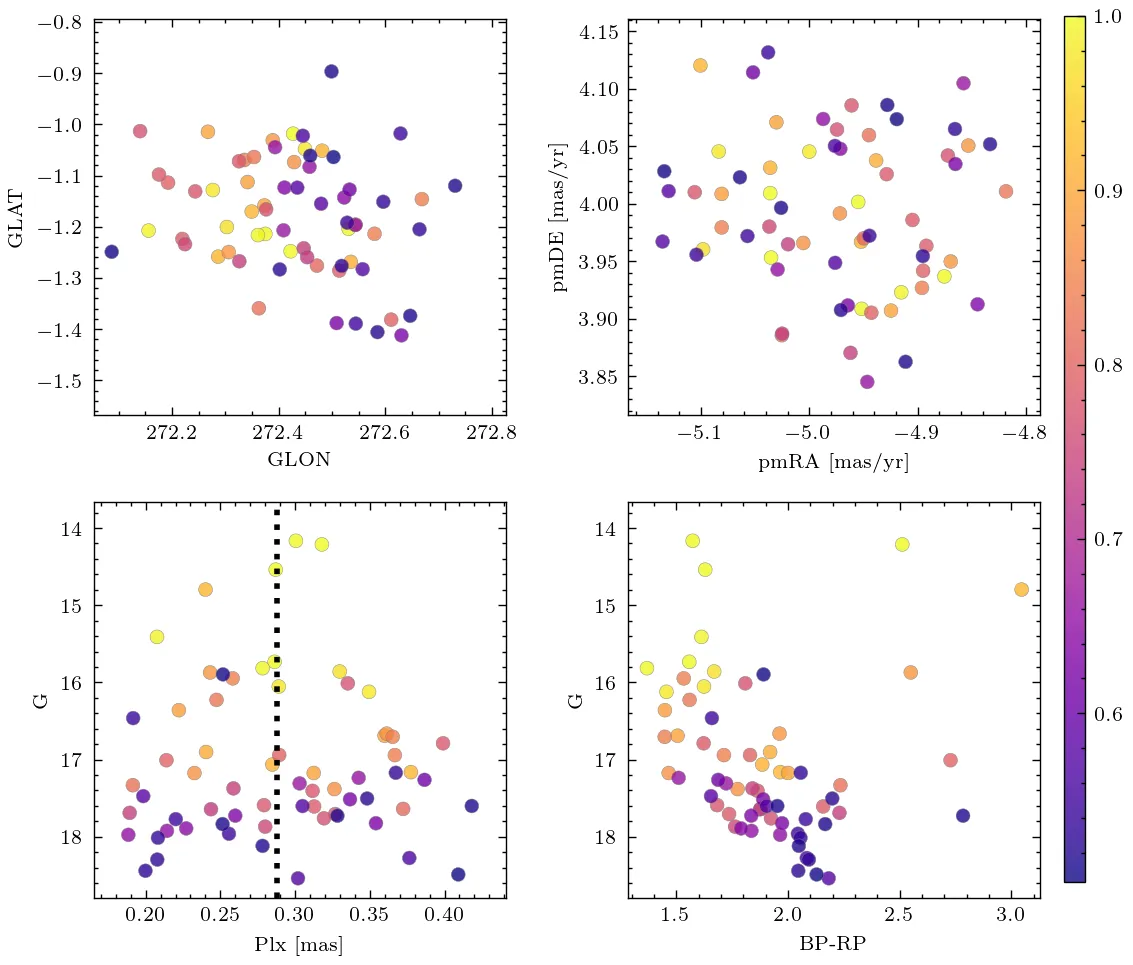 −0.8
−0.9
−1.0
−1.1
−1.2
−1.3
−1.4
−1.5
GLAT
272.2 272.4 272.6 272.8
GLON
4.15
4.10
4.05
4.00
3.95
3.90
3.85
pmDE [mas/yr]
−5.1 −5.0 −4.9 −4.8
pmRA [mas/yr]
14
15
16
17
18
G
0.20 0.25 0.30 0.35 0.40
Plx [mas]
14
15
16
17
18
G
1.5 2.0 2.5 3.0
BP-RP
1.0
0.9
0.8
0.7
0.6